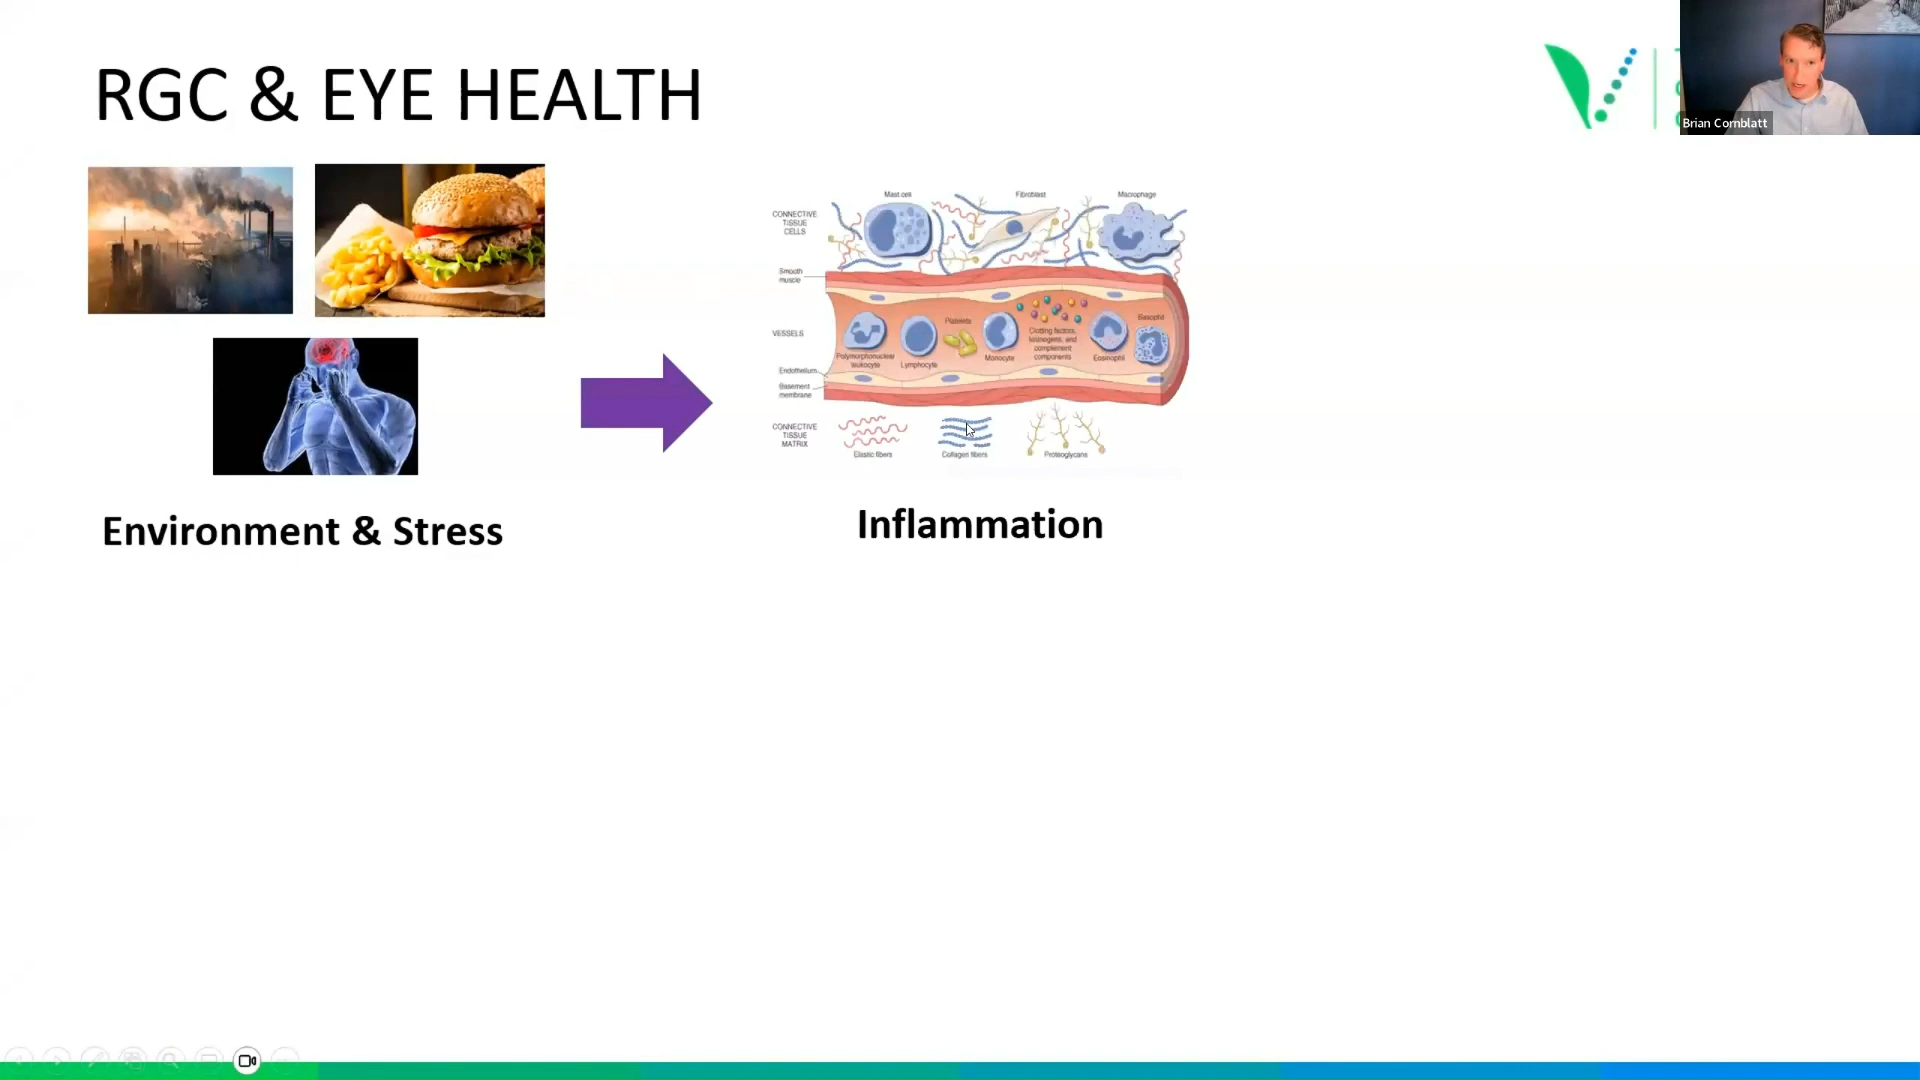 RGC & EYE HEALTH
Brian Cornblatt
Mast cell
Fibroblast
Macrophage
CONNECTIVE
TISSUE
CELLS
Smooth
muscle
VESSELS
Platelets
Clotting factors,
kininogens, and
complement
components
Basophil
Polymorphonuclear
leukocyte
Lymphocyte
Monocyte
Eosinophil
Endothelium
Basement
membrane
CONNECTIVE
TISSUE
MATRIX
Elastic fibers
Collagen fibers
Proteoglycans
Environment & Stress
Inflammation